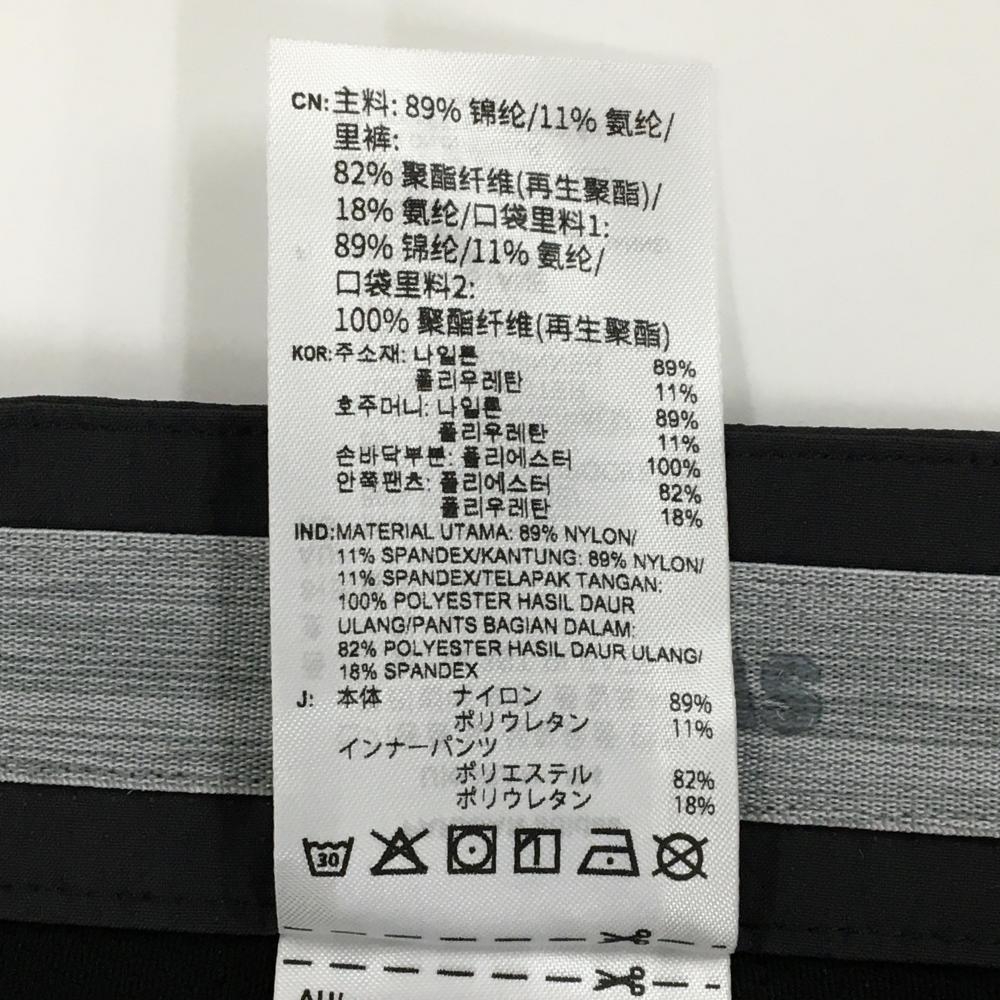 CN:主料: 89% 锦纶/11% 氨纶/
里裤:
82% 聚酯纤维(再生聚酯)/
18% 氨纶/口袋里料1:
89% 锦纶/11% 氨纶/
口袋里料2:
100% 聚酯纤维(再生聚酯)
KOR:주소재: 나일론 89%
폴리우레탄 11%
호주머니: 나일론 89%
폴리우레탄 11%
손바닥부분: 폴리에스터 100%
안쪽팬츠: 폴리에스터 82%
폴리우레탄 18%
IND:MATERIAL UTAMA: 89% NYLON/
11% SPANDEX/KANTUNG: 89% NYLON/
11% SPANDEX/TELAPAK TANGAN:
100% POLYESTER HASIL DAUR
ULANG/PANTS BAGIAN DALAM:
82% POLYESTER HASIL DAUR ULANG/
18% SPANDEX
J: 本体 ナイロン 89%
ポリウレタン 11%
インナーパンツ
ポリエステル 82%
ポリウレタン 18%
30